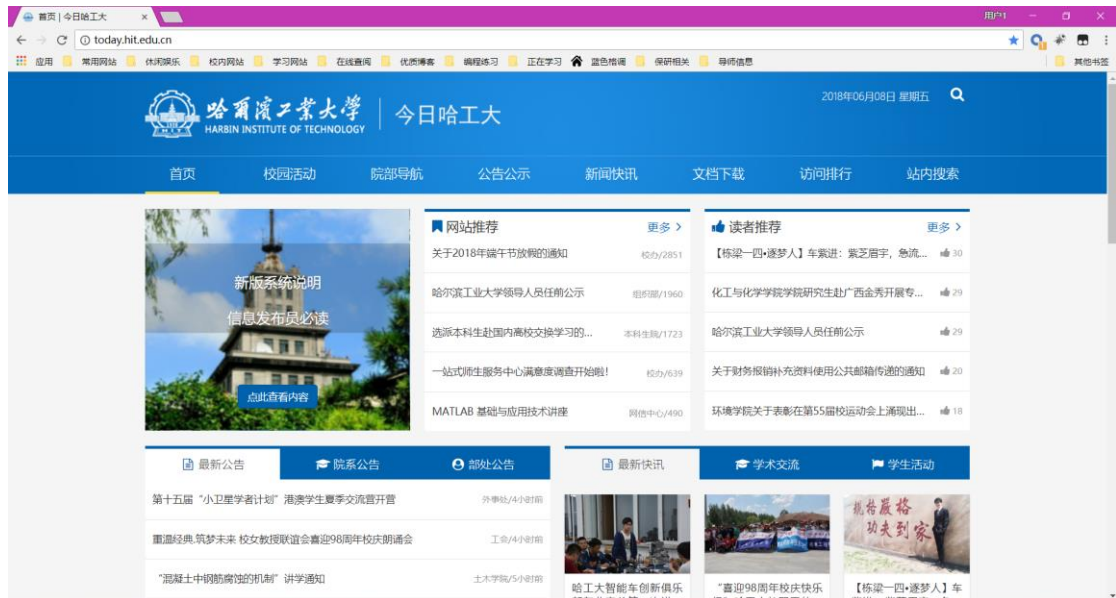 首页 | 今日哈工大
用户1
today.hit.edu.cn
应用 常用网站 休闲娱乐 校内网站 学习网站 在线查阅 优质博客 编程练习 正在学习 蓝色格调 保研相关 导师信息 其他书签
哈爾濱工業大學
HARBIN INSTITUTE OF TECHNOLOGY
HIT
今日哈工大
2018年06月08日 星期五
首页 校园活动 院部导航 公告公示 新闻快讯 文档下载 访问排行 站内搜索
新版系统说明
信息发布员必读
点此查看内容
网站推荐 更多 >
关于2018年端午节放假的通知 校办/2851
哈尔滨工业大学领导人员任前公示 组织部/1960
选派本科生赴国内高校交换学习的... 本科生院/1723
一站式师生服务中心满意度调查开始啦! 校办/639
MATLAB 基础与应用技术讲座 网信中心/490
读者推荐 更多 >
【栋梁一四•逐梦人】车紫进：紫芝眉宇，急流... 30
化工与化学学院学院研究生赴广西金秀开展专... 29
哈尔滨工业大学领导人员任前公示 29
关于财务报销补充资料使用公共邮箱传递的通知 20
环境学院关于表彰在第55届校运动会上涌现出... 18
最新公告 院系公告 部处公告
第十五届“小卫星学者计划”港澳学生夏季交流营开营 外事处/4小时前
重温经典.筑梦未来 校女教授联谊会喜迎98周年校庆朗诵会 工会/4小时前
“混凝土中钢筋腐蚀的机制”讲学通知 土木学院/5小时前
最新快讯 学术交流 学生活动
规格严格
功夫到家
哈工大智能车创新俱乐
“喜迎98周年校庆快乐
【栋梁一四•逐梦人】车